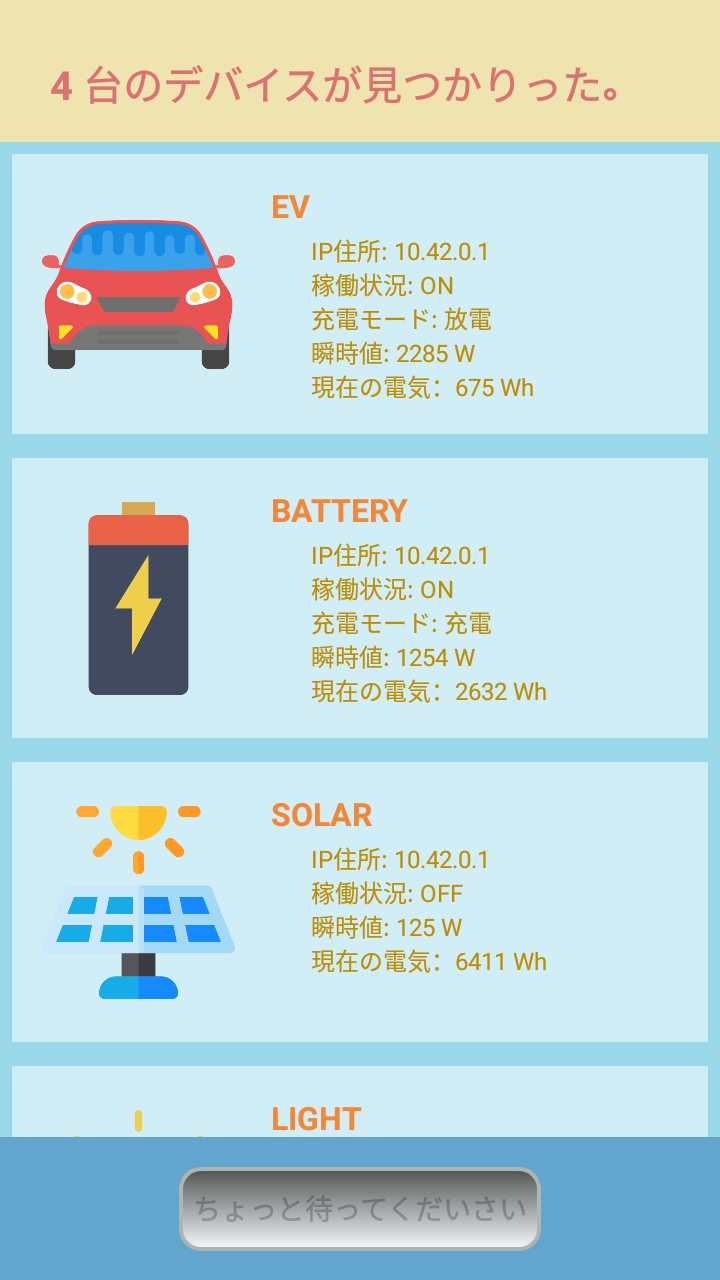 4 台のデバイスが見つかりった。
EV
IP住所: 10.42.0.1
稼働状況: ON
充電モード: 放電
瞬時値: 2285 W
現在の電気：675 Wh
BATTERY
IP住所: 10.42.0.1
稼働状況: ON
充電モード: 充電
瞬時値: 1254 W
現在の電気：2632 Wh
SOLAR
IP住所: 10.42.0.1
稼働状況: OFF
瞬時値: 125 W
現在の電気：6411 Wh
LIGHT
ちょっと待ってくだいさい